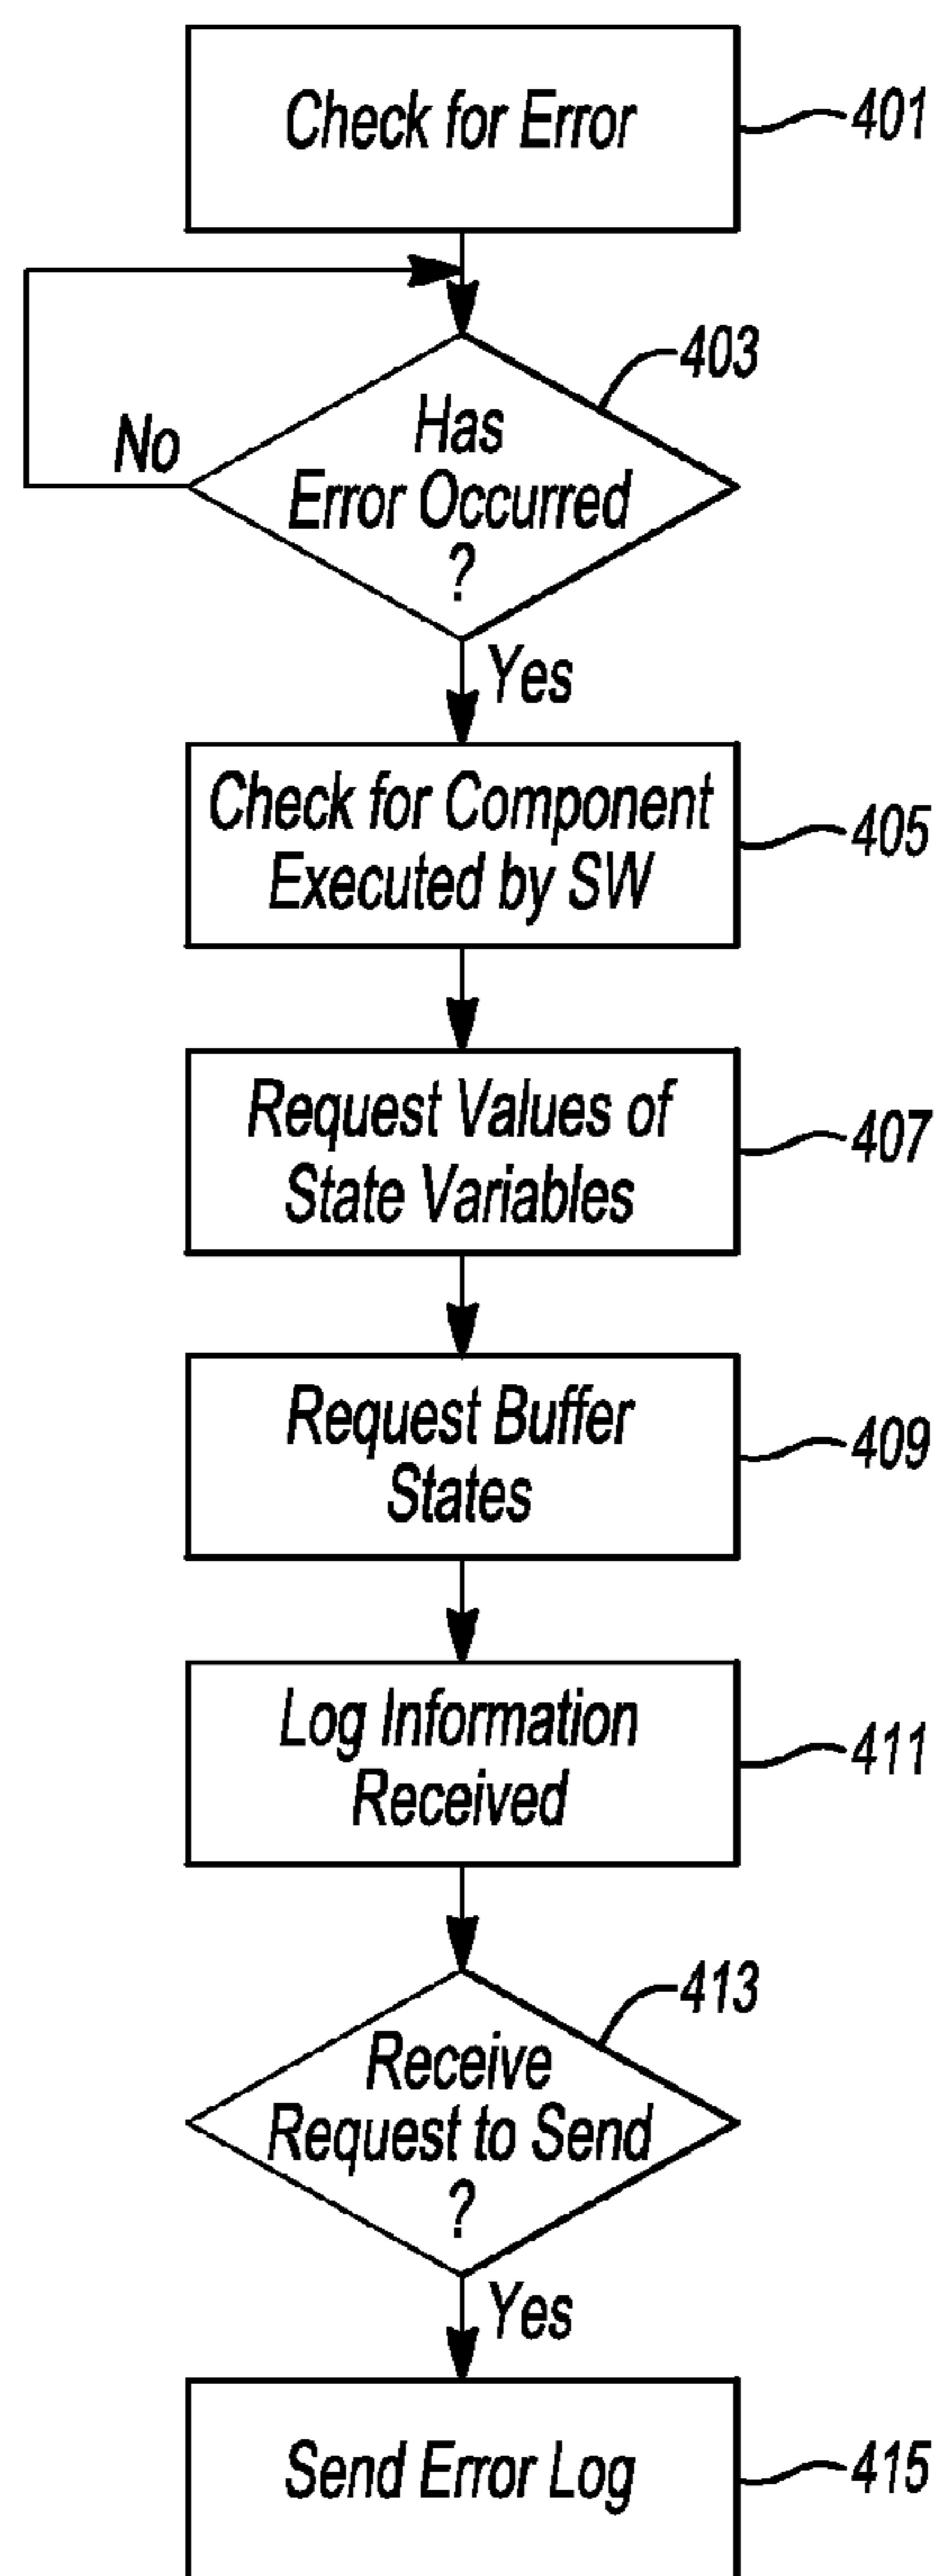 Check for Error
401
403
Has
Error Occurred
?
No
Yes
Check for Component
Executed by SW
405
Request Values of
State Variables
407
Request Buffer
States
409
Log Information
Received
411
413
Receive
Request to Send
?
Yes
Send Error Log
415